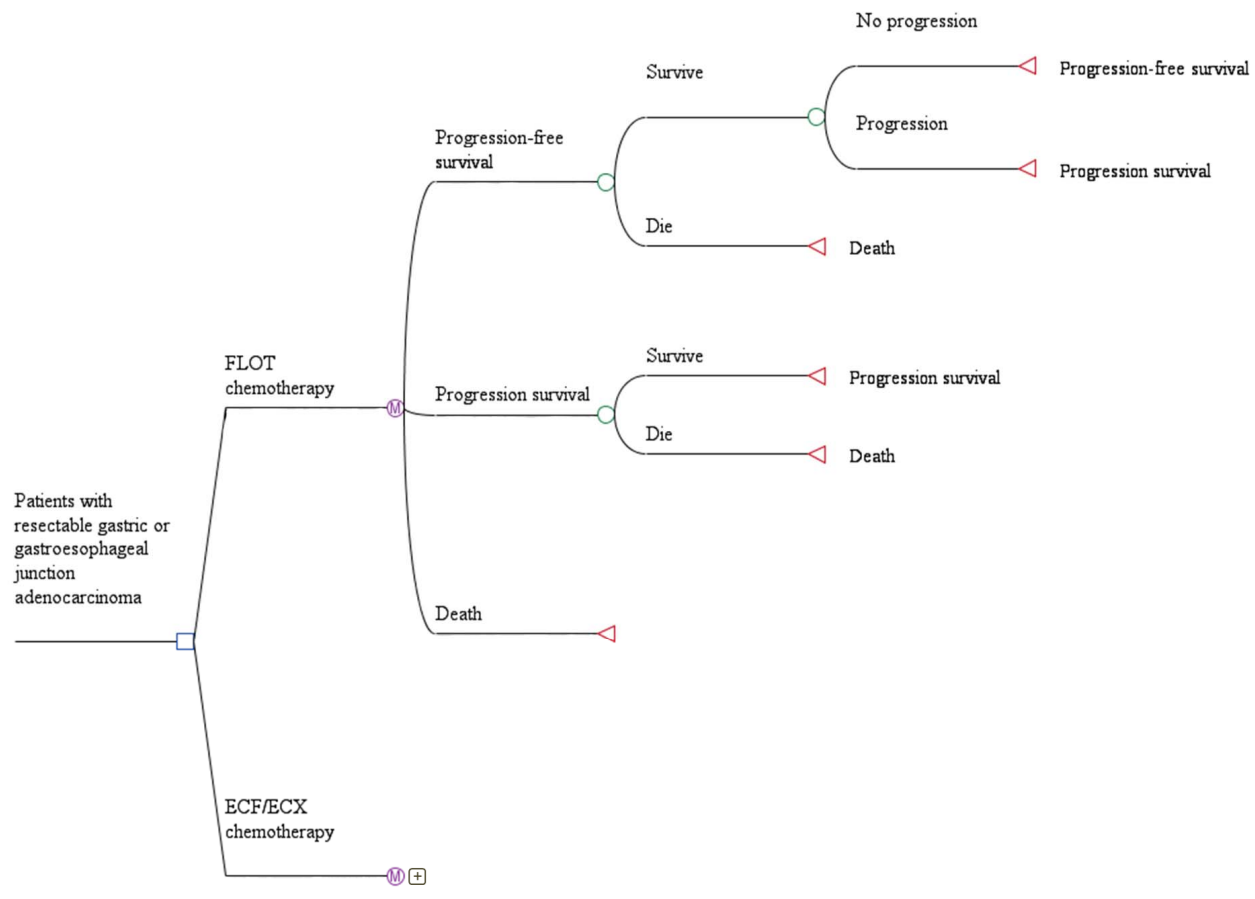 No progression
Progression-free survival
Survive
Progression
Progression-free
survival
Progression survival
Die
Death
FLOT
chemotherapy
Survive
Progression survival
Progression survival
Die
Death
Patients with
resectable gastric or
gastroesophageal
junction
adenocarcinoma
Death
ECF/ECX
chemotherapy
M
M +